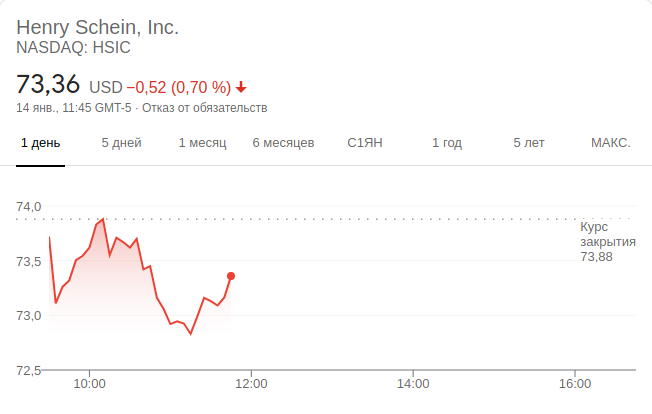 Henry Schein, Inc.
NASDAQ: HSIC
73,36 USD −0,52 (0,70 %)
14 янв., 11:45 GMT-5 · Отказ от обязательств
1 день 5 дней 1 месяц 6 месяцев С1ЯН 1 год 5 лет МАКС.
74,0
Курс
закрытия
73,88
73,5
73,0
72,5
10:00 12:00 14:00 16:00